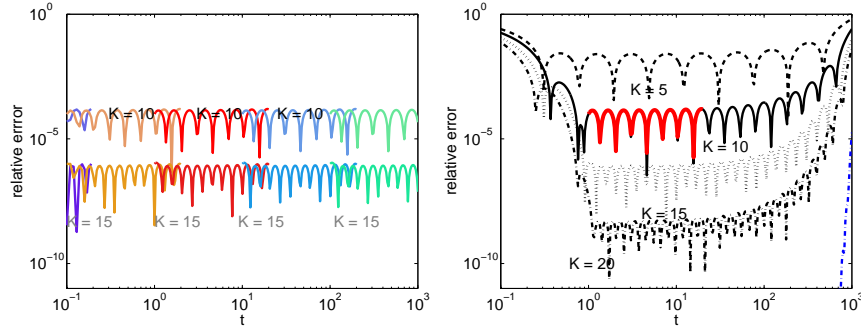 10^0
10^-5
10^-10
relative errror
K = 10
K = 10
K = 10
K = 15
K = 15
K = 15
K = 15
10^-1
10^0
10^1
10^2
10^3
t
10^0
10^-5
10^-10
relative error
K = 5
K = 10
K = 15
K = 20
10^-1
10^0
10^1
10^2
10^3
t